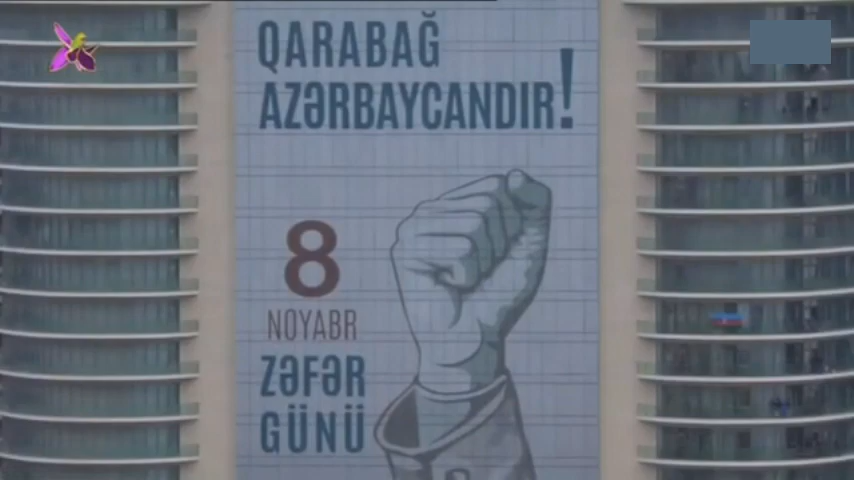 QARABAĞ
AZƏRBAYCANDIR!
8
NOYABR
ZƏFƏR
GÜNÜ